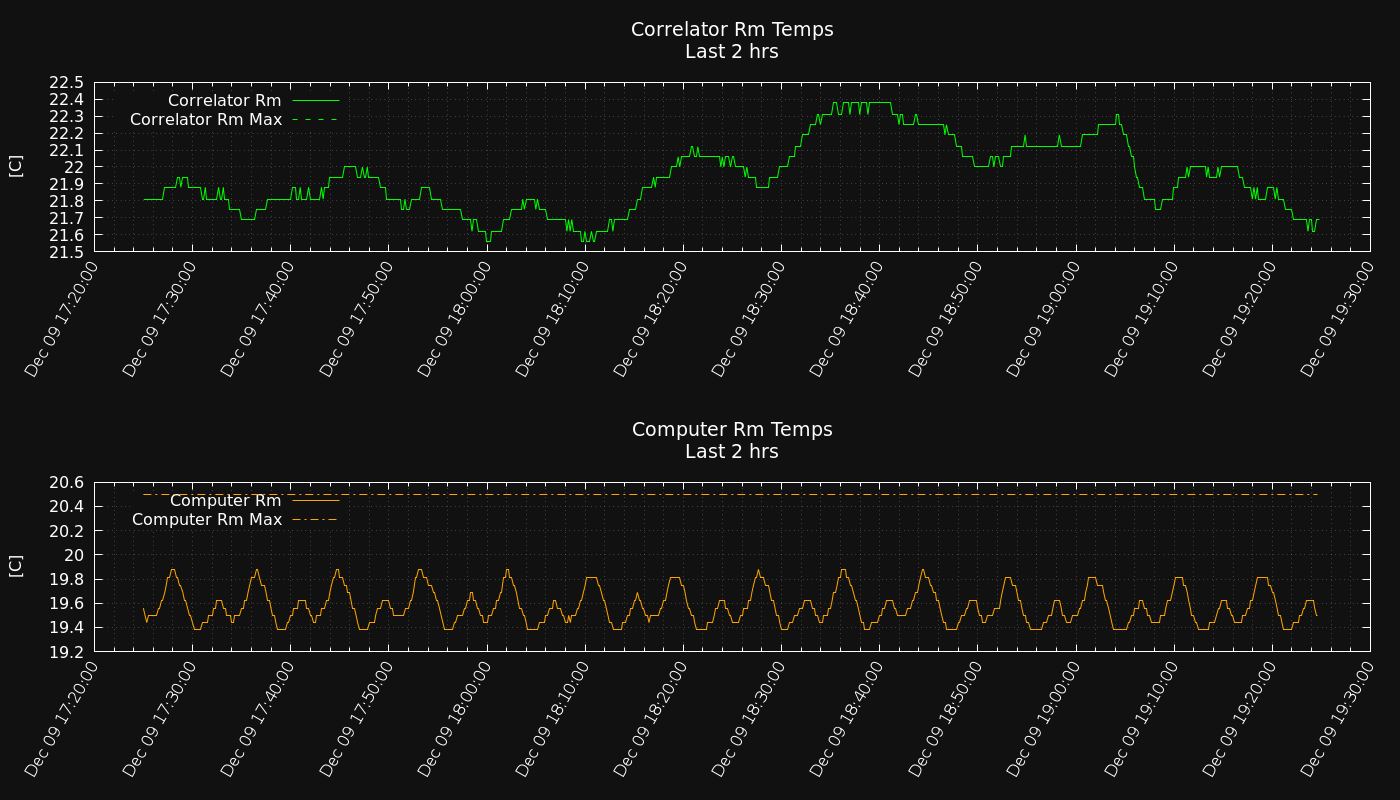 Correlator Rm Temps
Last 2 hrs
22.5
22.4
22.3
22.2
22.1
22
21.9
21.8
21.7
21.6
21.5
[C]
Correlator Rm
Correlator Rm Max
Dec 09 17:20:00
Dec 09 17:30:00
Dec 09 17:40:00
Dec 09 17:50:00
Dec 09 18:00:00
Dec 09 18:10:00
Dec 09 18:20:00
Dec 09 18:30:00
Dec 09 18:40:00
Dec 09 18:50:00
Dec 09 19:00:00
Dec 09 19:10:00
Dec 09 19:20:00
Dec 09 19:30:00
Computer Rm Temps
Last 2 hrs
20.6
20.4
20.2
20
19.8
19.6
19.4
19.2
[C]
Computer Rm
Computer Rm Max
Dec 09 17:20:00
Dec 09 17:30:00
Dec 09 17:40:00
Dec 09 17:50:00
Dec 09 18:00:00
Dec 09 18:10:00
Dec 09 18:20:00
Dec 09 18:30:00
Dec 09 18:40:00
Dec 09 18:50:00
Dec 09 19:00:00
Dec 09 19:10:00
Dec 09 19:20:00
Dec 09 19:30:00